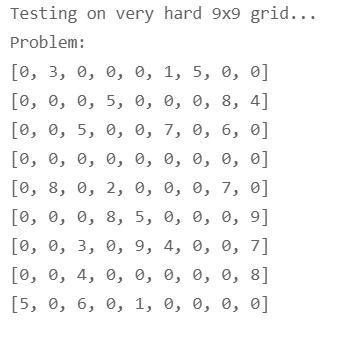 Testing on very hard 9x9 grid...
Problem:
[0, 3, 0, 0, 0, 1, 5, 0, 0]
[0, 0, 0, 5, 0, 0, 0, 8, 4]
[0, 0, 5, 0, 0, 7, 0, 6, 0]
[0, 0, 0, 0, 0, 0, 0, 0, 0]
[0, 8, 0, 2, 0, 0, 0, 7, 0]
[0, 0, 0, 8, 5, 0, 0, 0, 9]
[0, 0, 3, 0, 9, 4, 0, 0, 7]
[0, 0, 4, 0, 0, 0, 0, 0, 8]
[5, 0, 6, 0, 1, 0, 0, 0, 0]